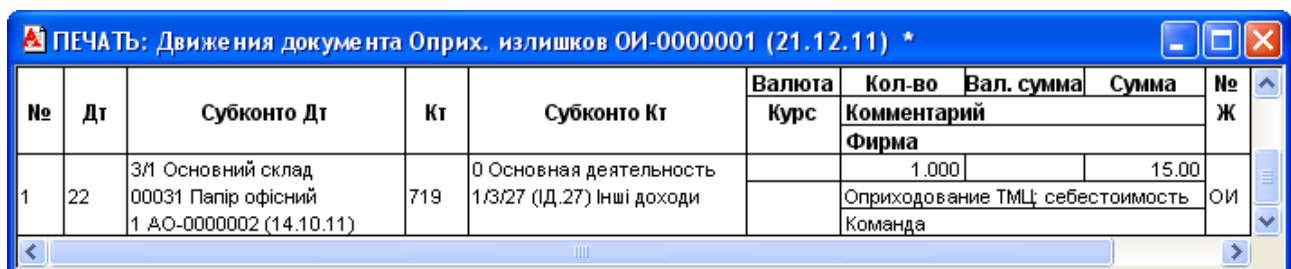 ПЕЧАТЬ: Движения документа Оприх. излишков ОИ-0000001 (21.12.11) *
№ Дт Субконто Дт Кт Субконто Кт Валюта Кол-во Вал. сумма Сумма № Ж
Курс Комментарий
Фирма
3/1 Основний склад 0 Основная деятельность 1.000 15.00
1 22 00031 Папір офісний 719 1/3/27 (ІД.27) Інші доходи Оприходование ТМЦ: себестоимость ОИ
1 АО-0000002 (14.10.11) Команда